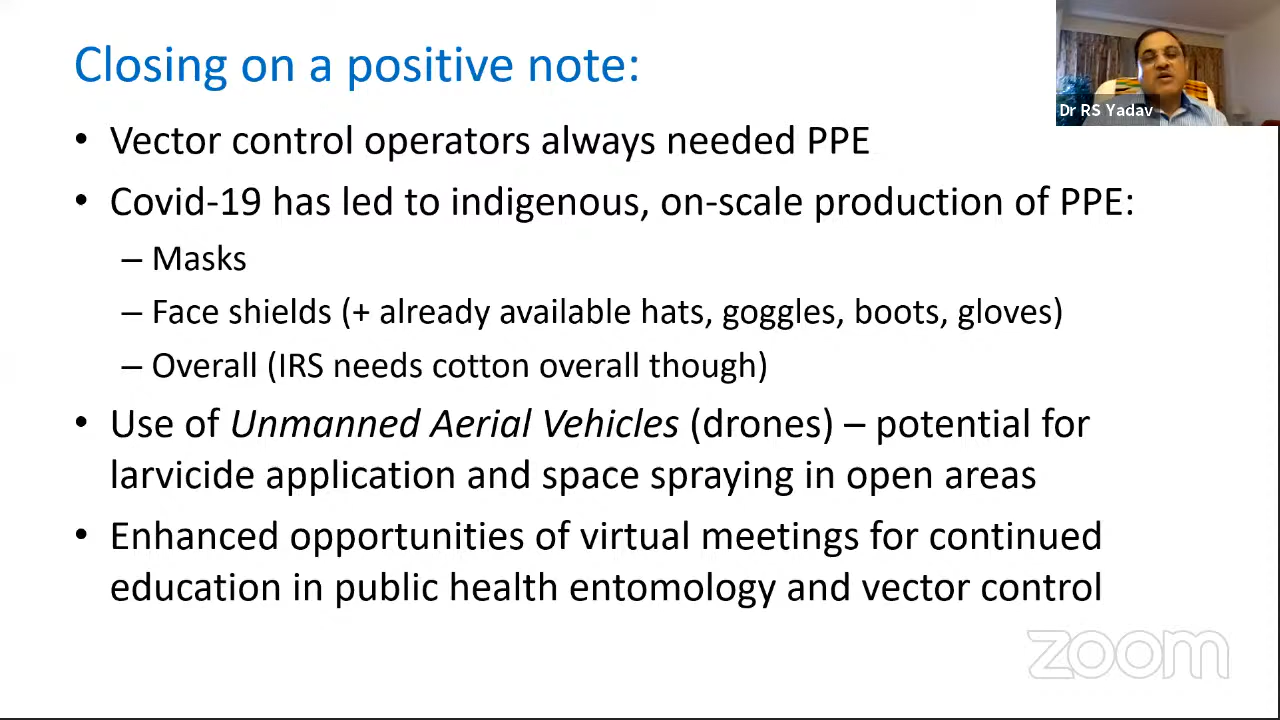 Closing on a positive note:
Dr RS Yadav
• Vector control operators always needed PPE
• Covid-19 has led to indigenous, on-scale production of PPE:
– Masks
– Face shields (+ already available hats, goggles, boots, gloves)
– Overall (IRS needs cotton overall though)
• Use of Unmanned Aerial Vehicles (drones) – potential for
larvicide application and space spraying in open areas
• Enhanced opportunities of virtual meetings for continued
education in public health entomology and vector control
zoom